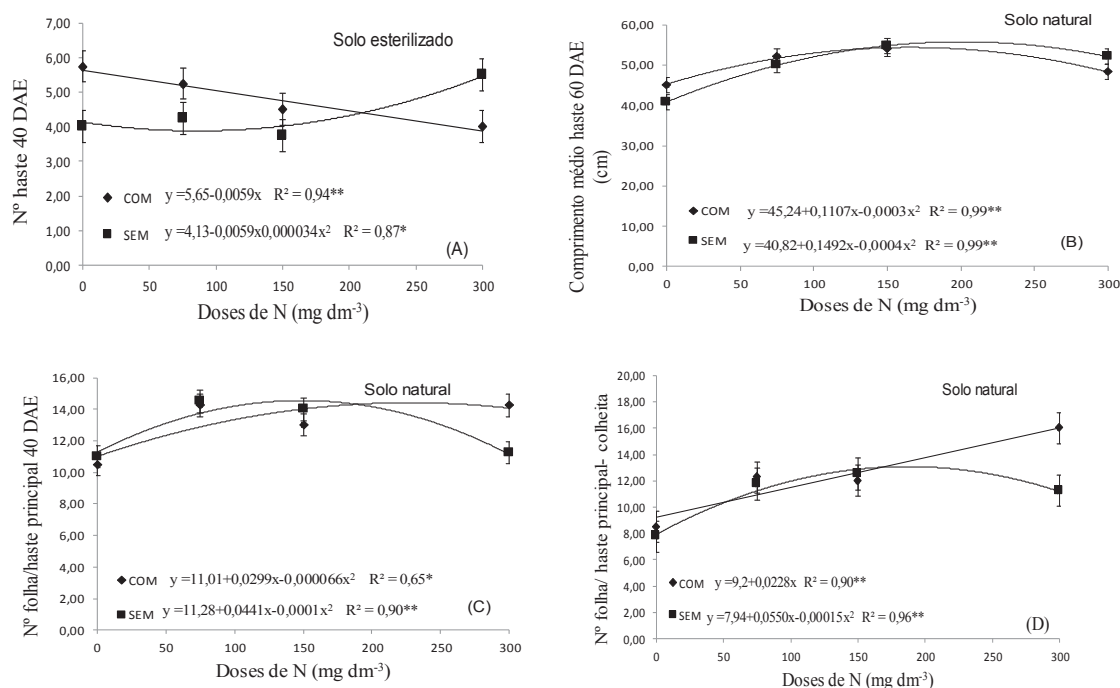 7,00
6,00
5,00
4,00
3,00
2,00
1,00
0,00
Nº haste 40 DAE
Solo esterilizado
COM y =5,65-0,0059x R² = 0,94**
SEM y =4,13-0,0059x0,000034x² R² = 0,87*
(A)
0 50 100 150 200 250 300
Doses de N (mg dm⁻³)
60,00
50,00
40,00
30,00
20,00
10,00
0,00
Comprimento médio haste 60 DAE
(cm)
Solo natural
COM y =45,24+0,1107x-0,0003x² R² = 0,99**
SEM y =40,82+0,1492x-0,0004x² R² = 0,99**
(B)
0 50 100 150 200 250 300
Doses de N (mg dm⁻³)
16,00
14,00
12,00
10,00
8,00
6,00
4,00
2,00
0,00
Nº folha/haste principal 40 DAE
Solo natural
COM y =11,01+0,0299x-0,000066x² R² = 0,65*
SEM y =11,28+0,0441x-0,0001x² R² = 0,90**
(C)
0 50 100 150 200 250 300
Doses de N (mg dm⁻³)
20,00
18,00
16,00
14,00
12,00
10,00
8,00
6,00
4,00
2,00
0,00
Nº folha/ haste principal- colheita
Solo natural
COM y =9,2+0,0228x R² = 0,90**
SEM y =7,94+0,0550x-0,00015x² R² = 0,96**
(D)
0 50 100 150 200 250 300
Doses de N (mg dm⁻³)